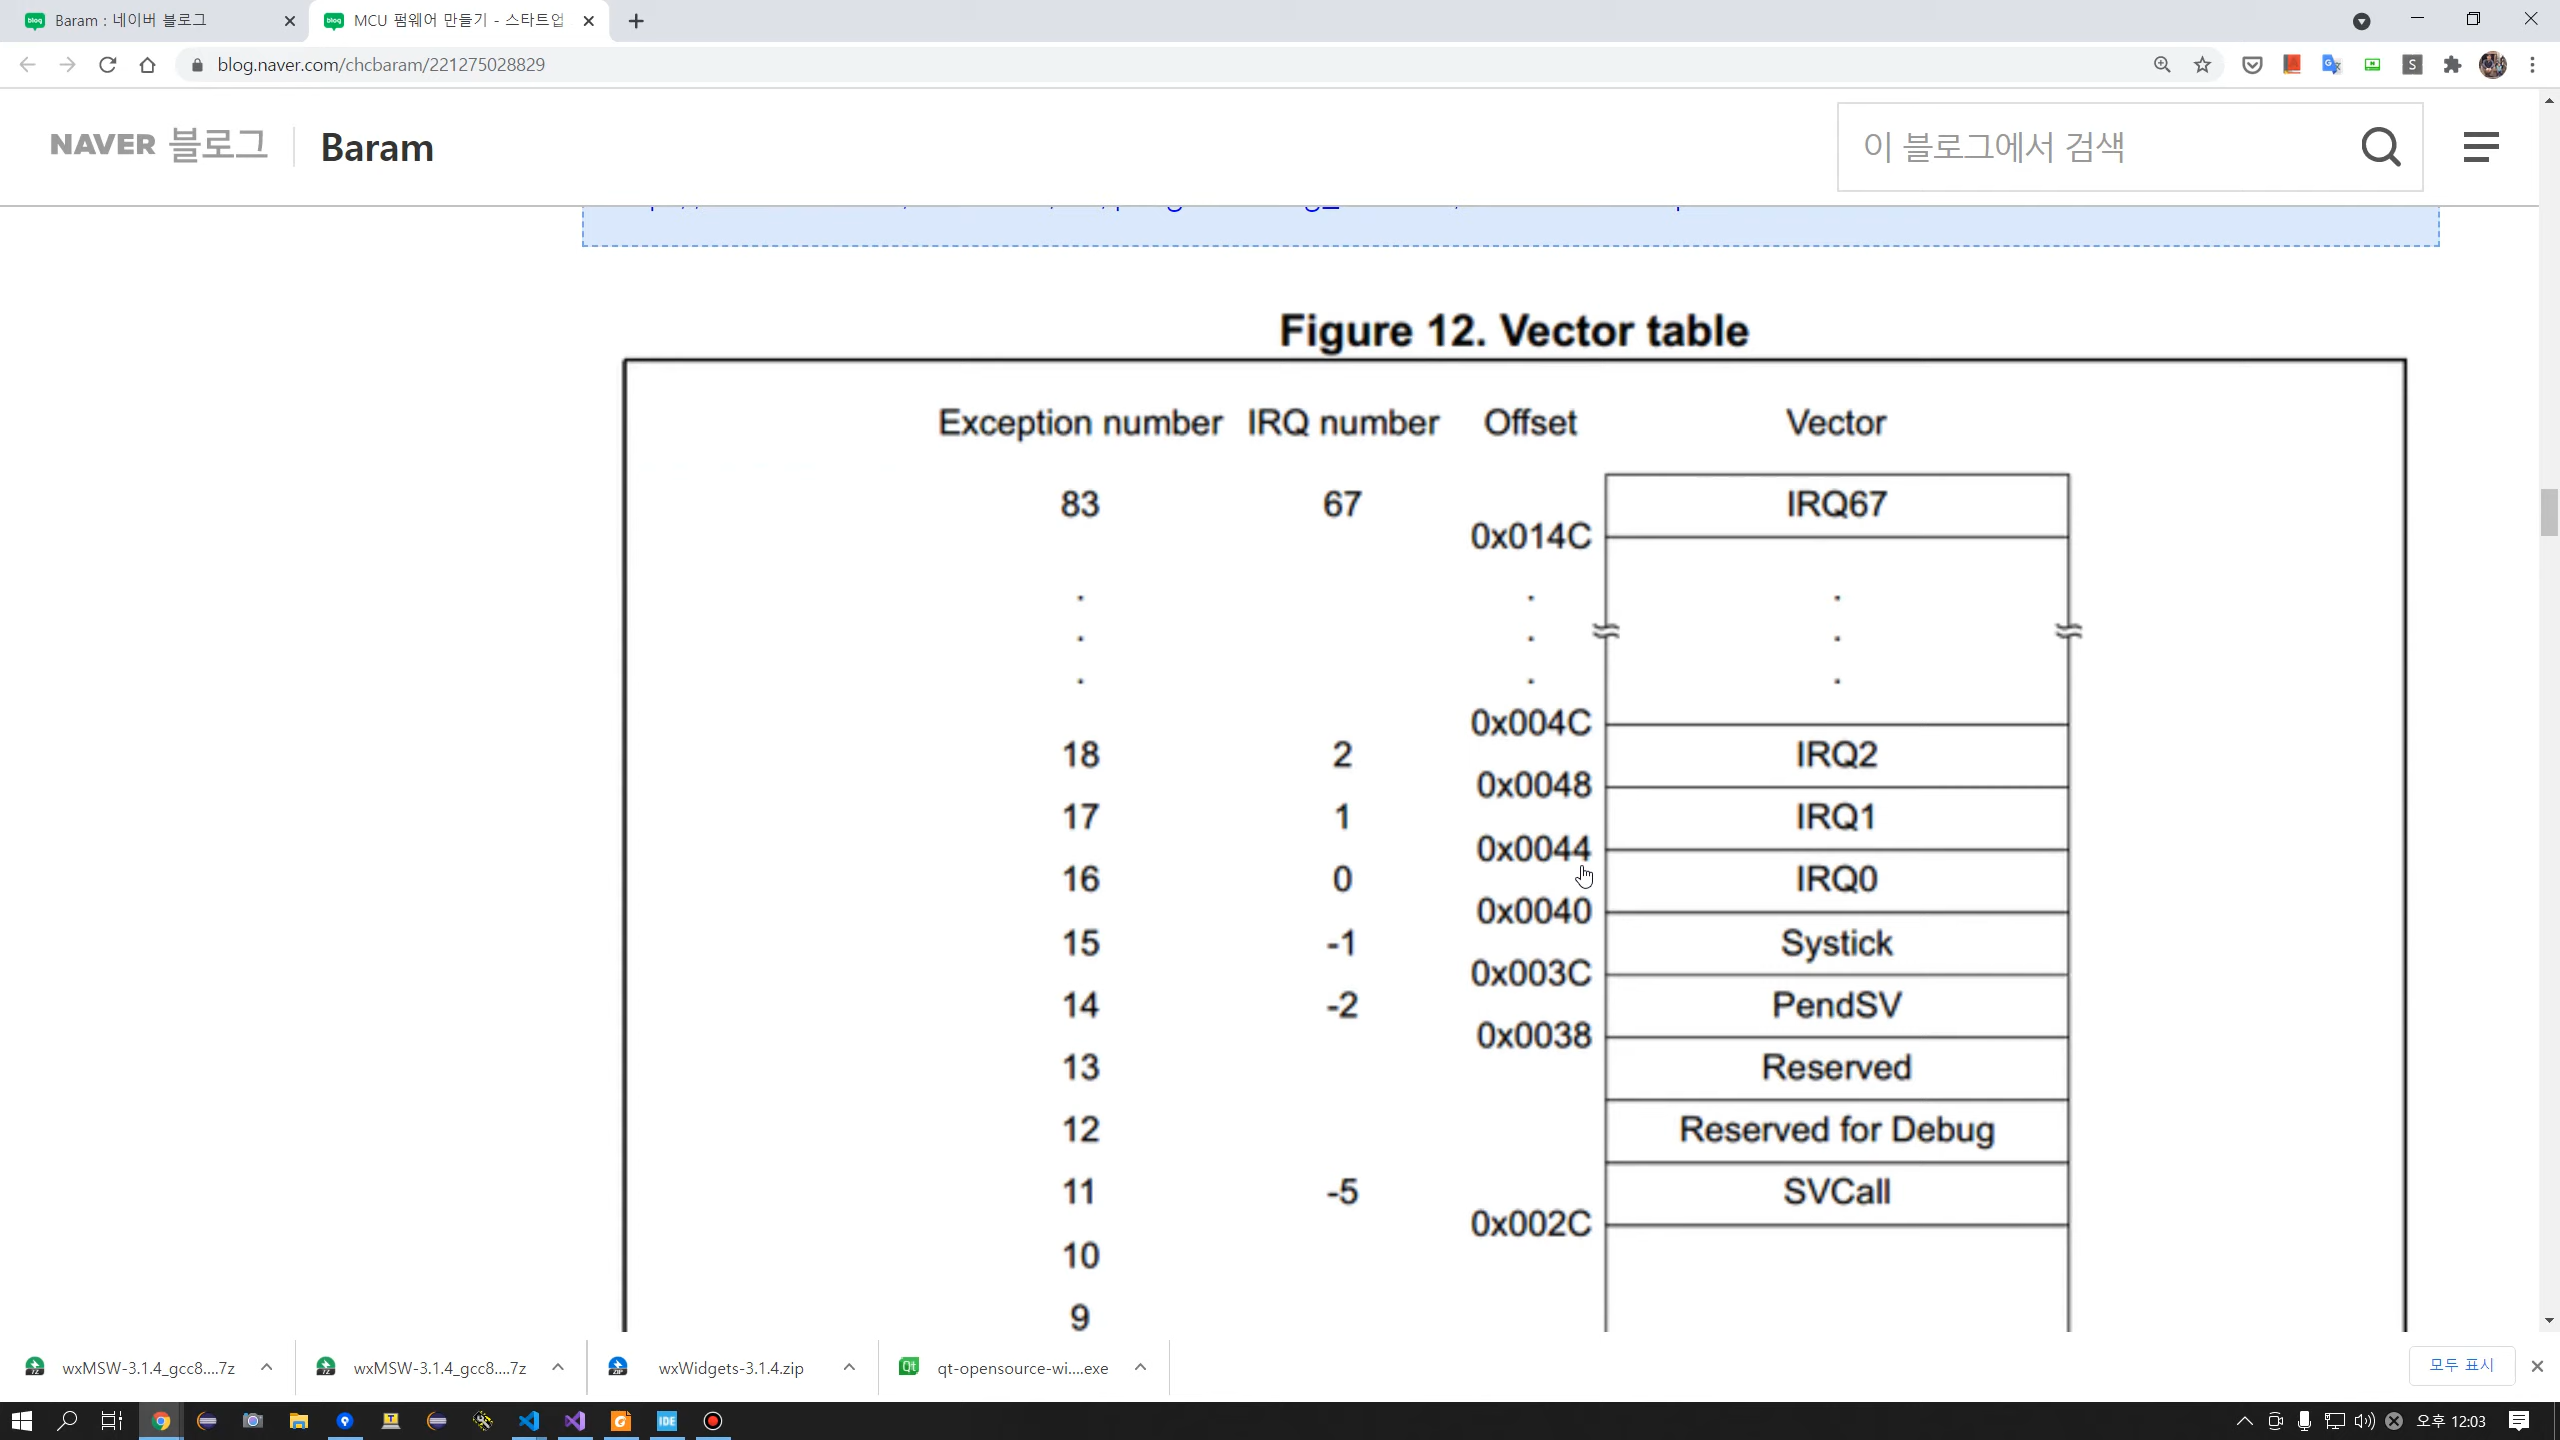 Baram : 네이버 블로그
MCU 펌웨어 만들기 - 스타트업
blog.naver.com/chcbaram/221275028829
NAVER 블로그 Baram
이 블로그에서 검색
Figure 12. Vector table
Exception number IRQ number Offset Vector
83 67 IRQ67
0x014C
. . .
. . .
. . .
0x004C
18 2 IRQ2
0x0048
17 1 IRQ1
0x0044
16 0 IRQ0
0x0040
15 -1 Systick
0x003C
14 -2 PendSV
0x0038
13 Reserved
12 Reserved for Debug
11 -5 SVCall
0x002C
10
9
wxMSW-3.1.4_gcc8....7z
wxMSW-3.1.4_gcc8....7z
wxWidgets-3.1.4.zip
qt-opensource-wi....exe
모두 표시
오후 12:03